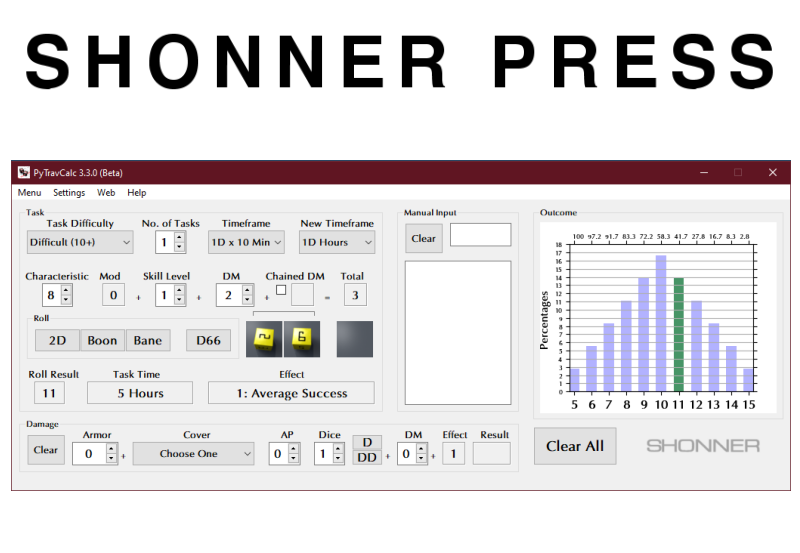 SHONNER PRESS
PyTravCalc 3.3.0 (Beta)
Menu Settings Web Help
Task
Task Difficulty No. of Tasks Timeframe New Timeframe
Difficult (10+) 1 1D x 10 Min 1D Hours
Characteristic Mod Skill Level DM Chained DM Total
8 0 + 1 + 2 + = 3
Roll
2D Boon Bane D66
2 6
Roll Result Task Time Effect
11 5 Hours 1: Average Success
Manual Input
Clear
Outcome
100 97.2 91.7 83.3 72.2 58.3 41.7 27.8 16.7 8.3 2.8
Percentages
18
17
16
15
14
13
12
11
10
9
8
7
6
5
4
3
2
1
0
5 6 7 8 9 10 11 12 13 14 15
Damage
Armor Cover AP Dice DM Effect Result
Clear 0 + Choose One 0 1 D + 0 + 1
DD
Clear All
SHONNER